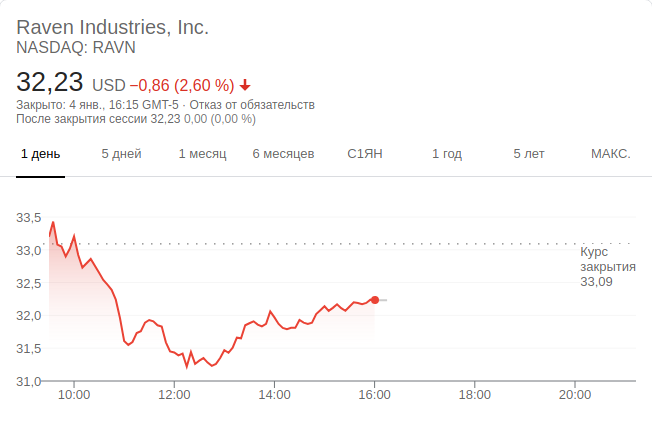 Raven Industries, Inc.
NASDAQ: RAVN
32,23 USD −0,86 (2,60 %)
Закрыто: 4 янв., 16:15 GMT-5 · Отказ от обязательств
После закрытия сессии 32,23 0,00 (0,00 %)
1 день 5 дней 1 месяц 6 месяцев С1ЯН 1 год 5 лет МАКС.
33,5
33,0
32,5
32,0
31,5
31,0
Курс
закрытия
33,09
10:00 12:00 14:00 16:00 18:00 20:00